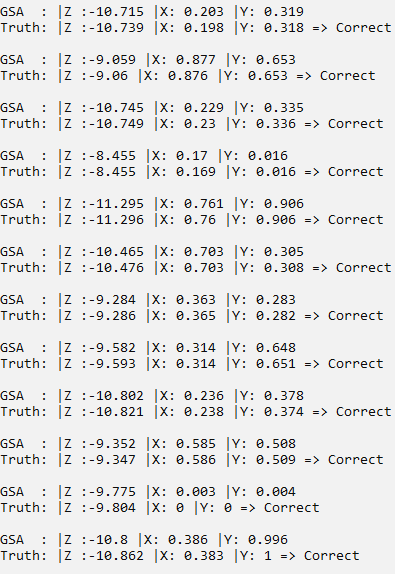 GSA  : |Z :-10.715 |X: 0.203 |Y: 0.319
Truth: |Z :-10.739 |X: 0.198 |Y: 0.318 => Correct
GSA  : |Z :-9.059 |X: 0.877 |Y: 0.653
Truth: |Z :-9.06 |X: 0.876 |Y: 0.653 => Correct
GSA  : |Z :-10.745 |X: 0.229 |Y: 0.335
Truth: |Z :-10.749 |X: 0.23 |Y: 0.336 => Correct
GSA  : |Z :-8.455 |X: 0.17 |Y: 0.016
Truth: |Z :-8.455 |X: 0.169 |Y: 0.016 => Correct
GSA  : |Z :-11.295 |X: 0.761 |Y: 0.906
Truth: |Z :-11.296 |X: 0.76 |Y: 0.906 => Correct
GSA  : |Z :-10.465 |X: 0.703 |Y: 0.305
Truth: |Z :-10.476 |X: 0.703 |Y: 0.308 => Correct
GSA  : |Z :-9.284 |X: 0.363 |Y: 0.283
Truth: |Z :-9.286 |X: 0.365 |Y: 0.282 => Correct
GSA  : |Z :-9.582 |X: 0.314 |Y: 0.648
Truth: |Z :-9.593 |X: 0.314 |Y: 0.651 => Correct
GSA  : |Z :-10.802 |X: 0.236 |Y: 0.378
Truth: |Z :-10.821 |X: 0.238 |Y: 0.374 => Correct
GSA  : |Z :-9.352 |X: 0.585 |Y: 0.508
Truth: |Z :-9.347 |X: 0.586 |Y: 0.509 => Correct
GSA  : |Z :-9.775 |X: 0.003 |Y: 0.004
Truth: |Z :-9.804 |X: 0 |Y: 0 => Correct
GSA  : |Z :-10.8 |X: 0.386 |Y: 0.996
Truth: |Z :-10.862 |X: 0.383 |Y: 1 => Correct